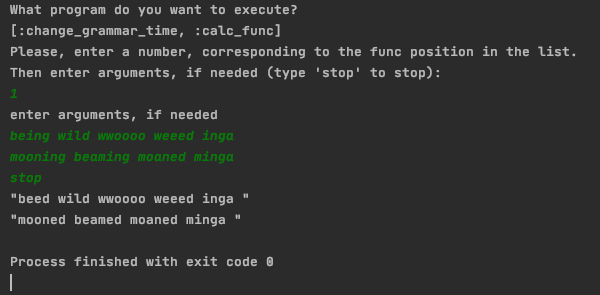 What program do you want to execute?
[:change_grammar_time, :calc_func]
Please, enter a number, corresponding to the func position in the list.
Then enter arguments, if needed (type 'stop' to stop):
1
enter arguments, if needed
being wild wwoooo weeed inga
mooning beaming moaned minga
stop
"beed wild wwoooo weeed inga "
"mooned beamed moaned minga "
Process finished with exit code 0